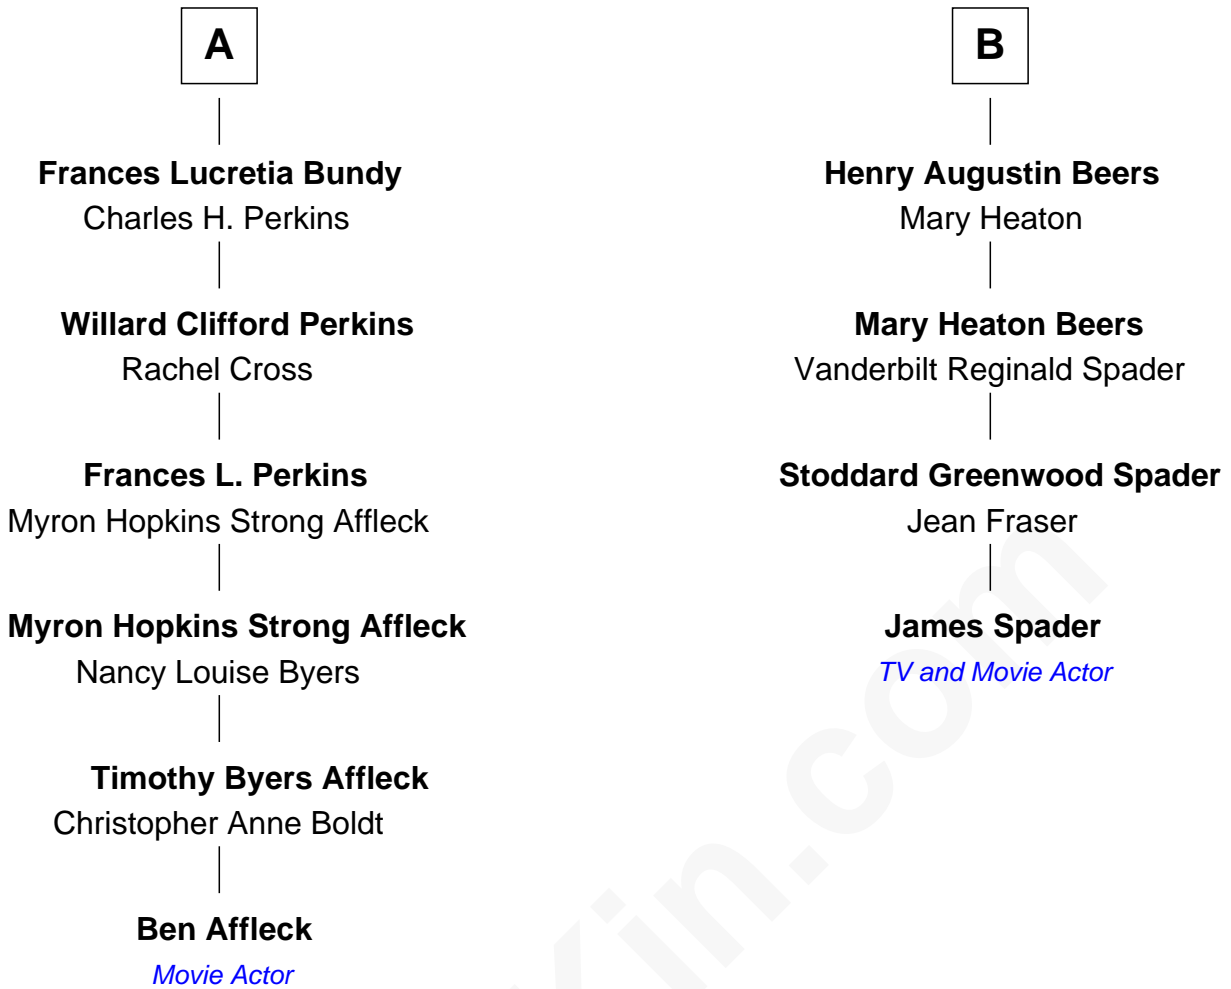 A
Frances Lucretia Bundy
Charles H. Perkins
Willard Clifford Perkins
Rachel Cross
Frances L. Perkins
Myron Hopkins Strong Affleck
Myron Hopkins Strong Affleck
Nancy Louise Byers
Timothy Byers Affleck
Christopher Anne Boldt
Ben Affleck
Movie Actor
B
Henry Augustin Beers
Mary Heaton
Mary Heaton Beers
Vanderbilt Reginald Spader
Stoddard Greenwood Spader
Jean Fraser
James Spader
TV and Movie Actor
Kin.com